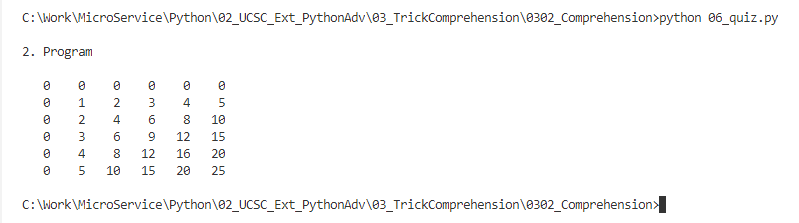 C:\Work\MicroService\Python\02_UCSC_Ext_PythonAdv\03_TrickComprehension\0302_Comprehension>python 06_quiz.py
2. Program
0 0 0 0 0 0
0 1 2 3 4 5
0 2 4 6 8 10
0 3 6 9 12 15
0 4 8 12 16 20
0 5 10 15 20 25
C:\Work\MicroService\Python\02_UCSC_Ext_PythonAdv\03_TrickComprehension\0302_Comprehension>